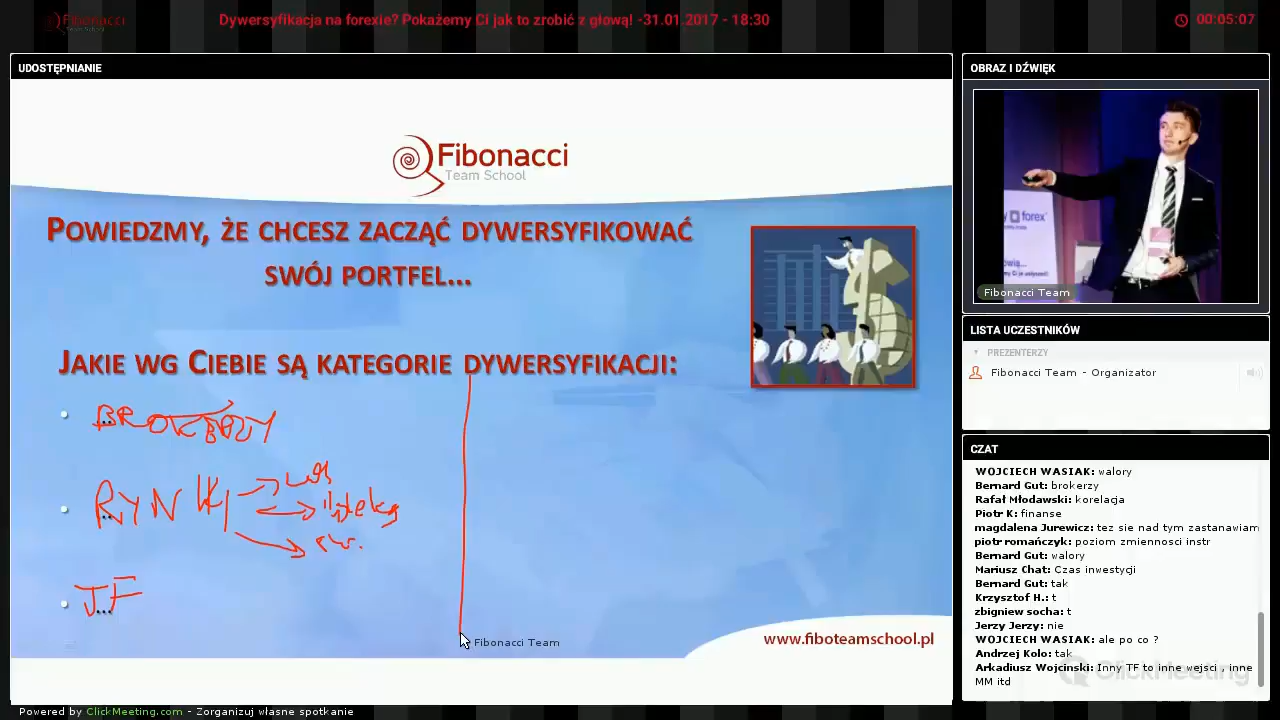 Fibonacci
Team School
Dywersyfikacja na forexie? Pokażemy Ci jak to zrobić z głową! -31.01.2017 - 18:30
00:05:07
UDOSTĘPNIANIE
Fibonacci
Team School
POWIEDZMY, ŻE CHCESZ ZACZĄĆ DYWERSYFIKOWAĆ
SWÓJ PORTFEL...
JAKIE WG CIEBIE SĄ KATEGORIE DYWERSYFIKACJI:
BROKERZY
RYNKI
TF
Fibonacci Team
www.fiboteamschool.pl
OBRAZ I DŹWIĘK
forex
Fibonacci Team
LISTA UCZESTNIKÓW
PREZENTERZY
Fibonacci Team - Organizator
CZAT
WOJCIECH WASIAK: walory
Bernard Gut: brokerzy
Rafał Młodawski: korelacja
Piotr K: finanse
magdalena Jurewicz: tez sie nad tym zastanawiam
piotr romańczyk: poziom zmiennosci instr
Bernard Gut: walory
Mariusz Chat: Czas inwestycji
Bernard Gut: tak
Krzysztof H.: t
zbigniew socha: t
Jerzy Jerzy: nie
WOJCIECH WASIAK: ale po co ?
Andrzej Kolo: tak
Arkadiusz Wojcinski: Inny TF to inne wejsci , inne
MM itd
ClickMeeting
Powered by ClickMeeting.com - Zorganizuj własne spotkanie